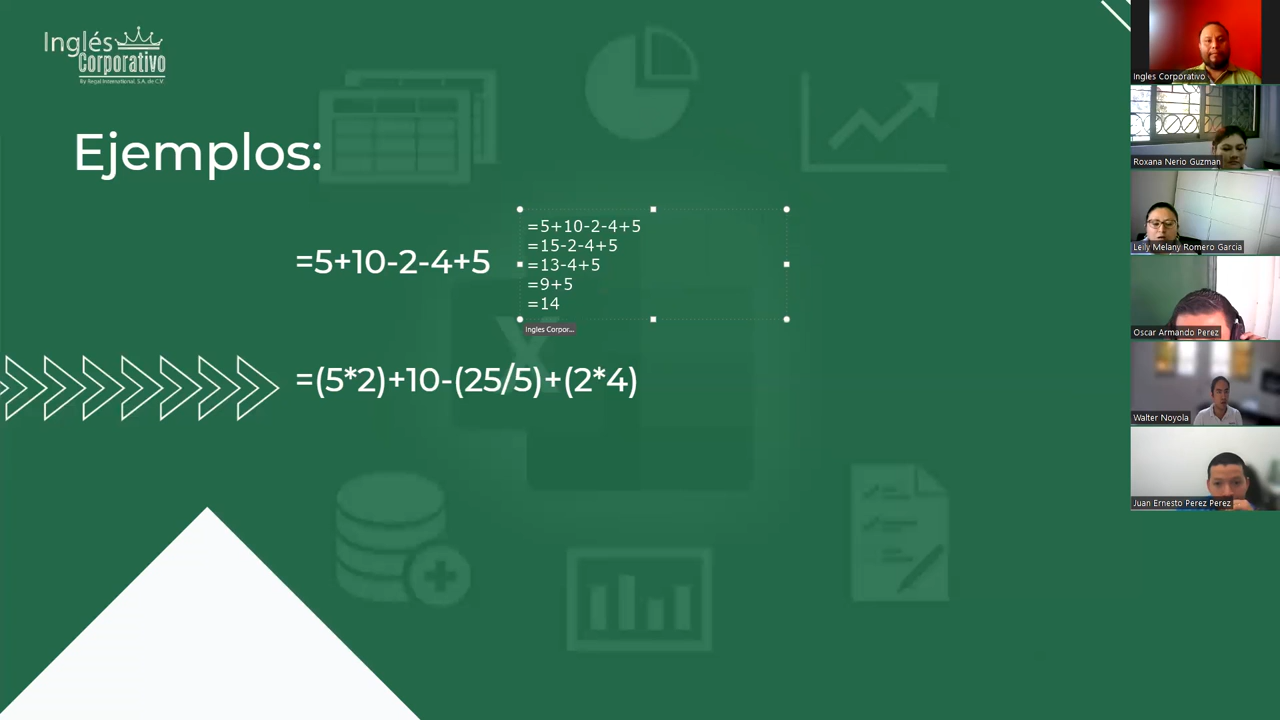 Inglés
Corporativo
By Regal International, S.A. de C.V.
Ejemplos:
=5+10-2-4+5
=5+10-2-4+5
=15-2-4+5
=13-4+5
=9+5
=14
Ingles Corpor...
=(5*2)+10-(25/5)+(2*4)
Ingles Corporativo
Roxana Nerio Guzman
Leily Melany Romero Garcia
Oscar Armando Perez
Walter Noyola
Juan Ernesto Perez Perez